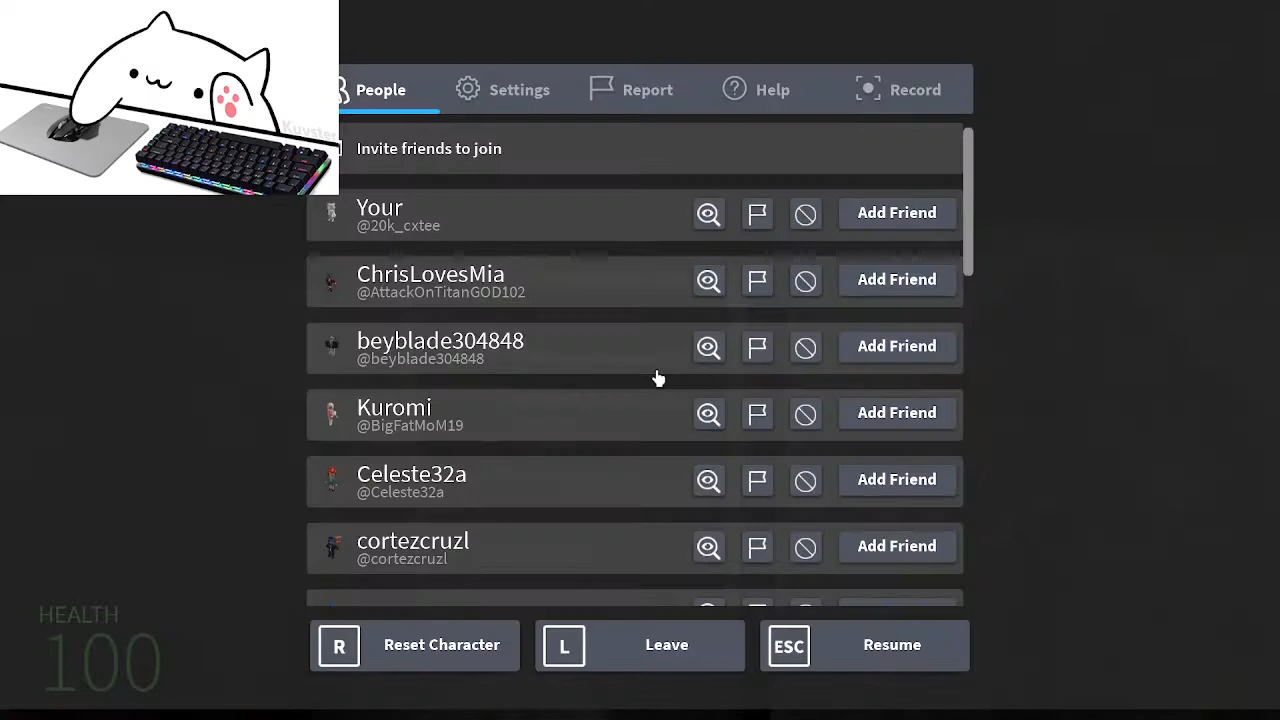 People
Settings
Report
Help
Record
Invite friends to join
Your
@20k_cxtee
Add Friend
ChrisLovesMia
@AttackOnTitanGOD102
Add Friend
beyblade304848
@beyblade304848
Add Friend
Kuromi
@BigFatMoM19
Add Friend
Celeste32a
@Celeste32a
Add Friend
cortezcruzl
@cortezcruzl
Add Friend
HEALTH
100
R Reset Character
L Leave
ESC Resume